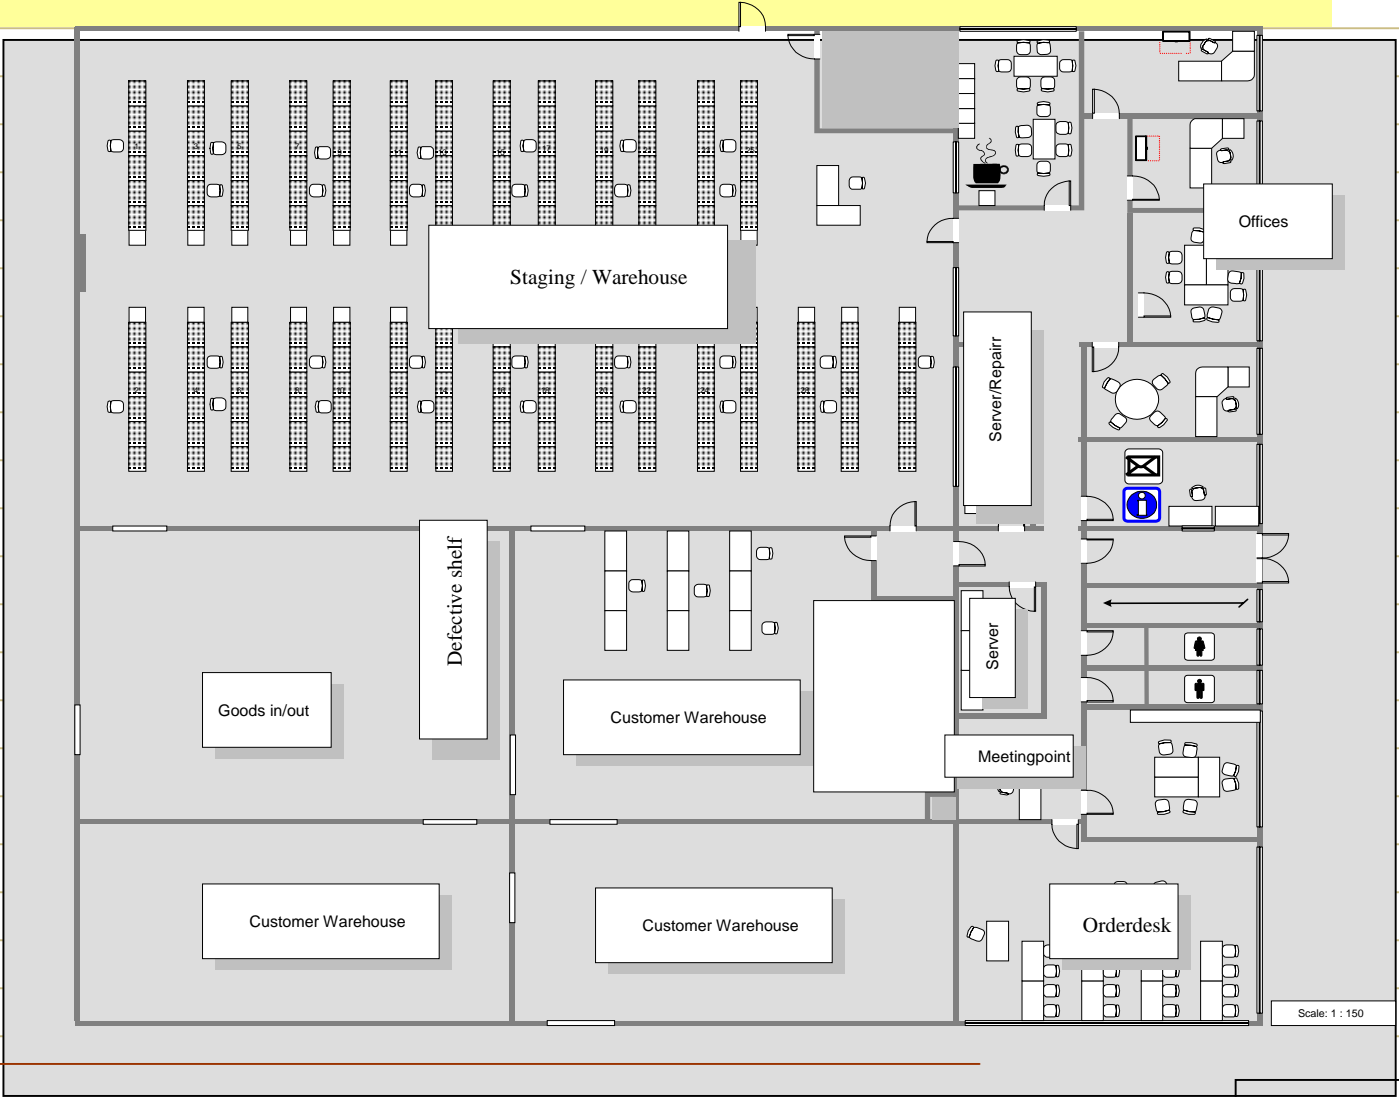 Offices
Staging / Warehouse
Server/Repairr
Defective shelf
Server
Goods in/out
Customer Warehouse
Meetingpoint
Customer Warehouse
Customer Warehouse
Orderdesk
Scale: 1 : 150